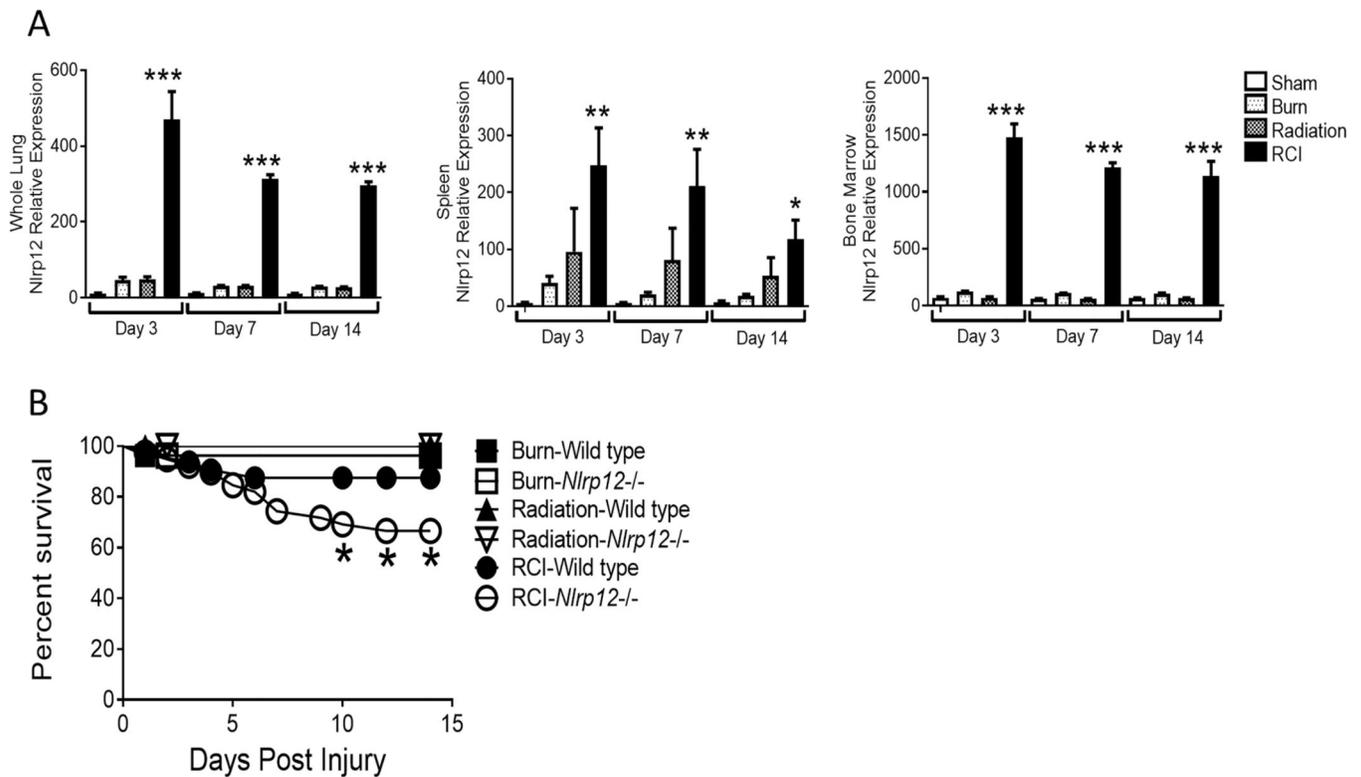 A
Whole Lung
Nlrp12 Relative Expression
600
400
200
0
***
***
***
Day 3
Day 7
Day 14
Spleen
Nlrp12 Relative Expression
400
300
200
100
0
**
**
*
Day 3
Day 7
Day 14
Bone Marrow
Nlrp12 Relative Expression
2000
1500
1000
500
0
***
***
***
Day 3
Day 7
Day 14
Sham
Burn
Radiation
RCI
B
Percent survival
100
80
60
40
20
0
* * *
0 5 10 15
Days Post Injury
Burn-Wild type
Burn-Nlrp12-/-
Radiation-Wild type
Radiation-Nlrp12-/-
RCI-Wild type
RCI-Nlrp12-/-